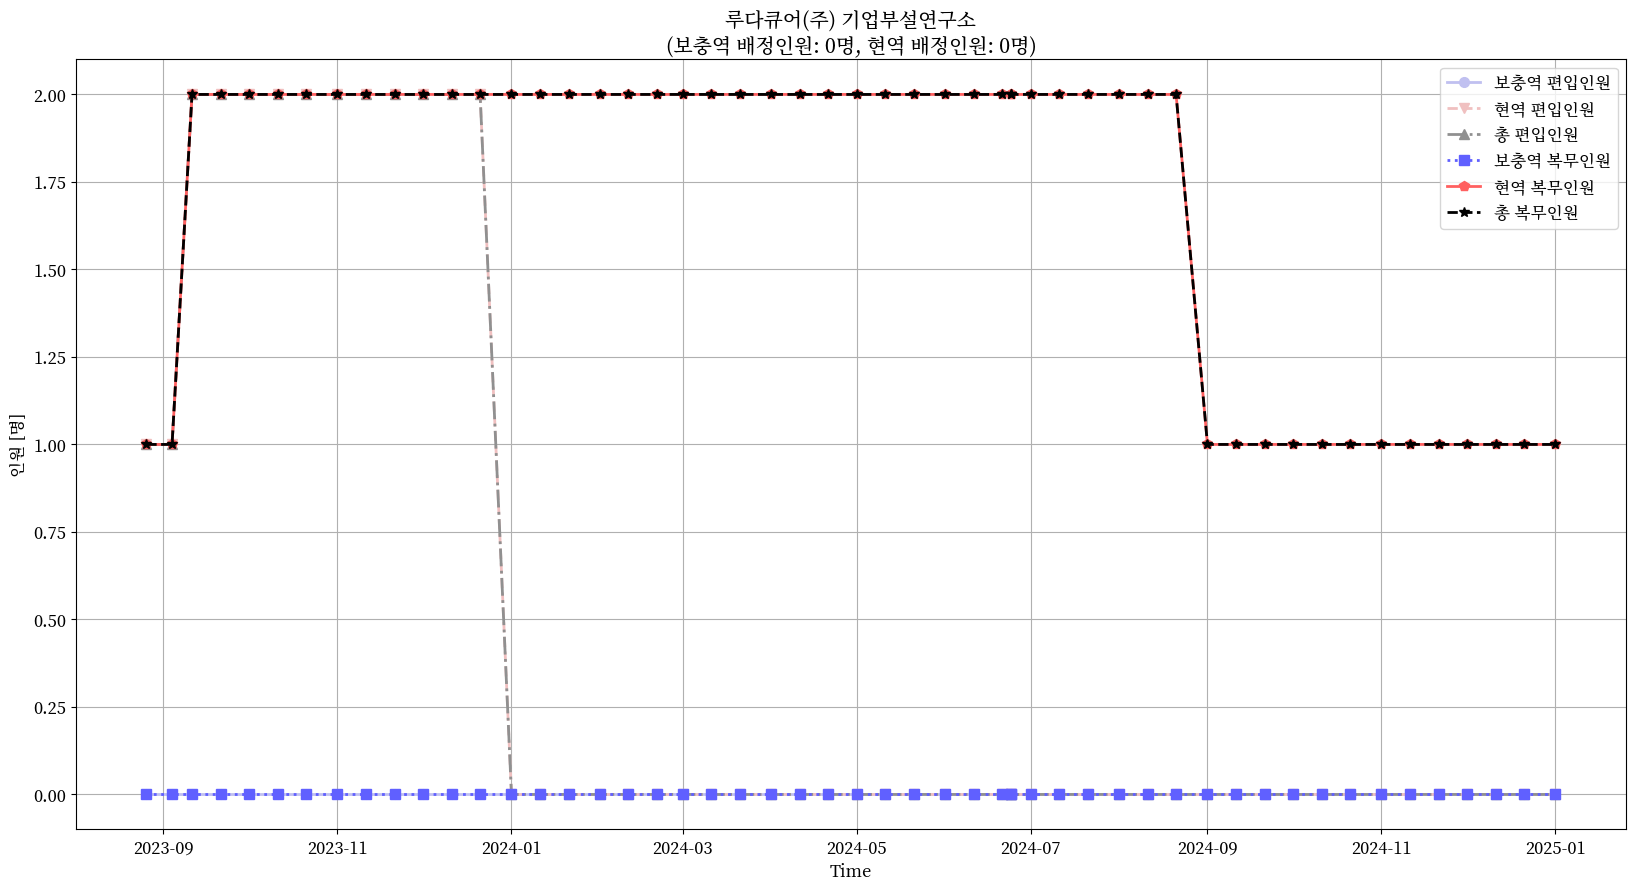 루다큐어(주) 기업부설연구소
(보충역 배정인원: 0명, 현역 배정인원: 0명)
보충역 편입인원
현역 편입인원
총 편입인원
보충역 복무인원
현역 복무인원
총 복무인원
인원 [명]
2.00
1.75
1.50
1.25
1.00
0.75
0.50
0.25
0.00
2023-09
2023-11
2024-01
2024-03
2024-05
2024-07
2024-09
2024-11
2025-01
Time